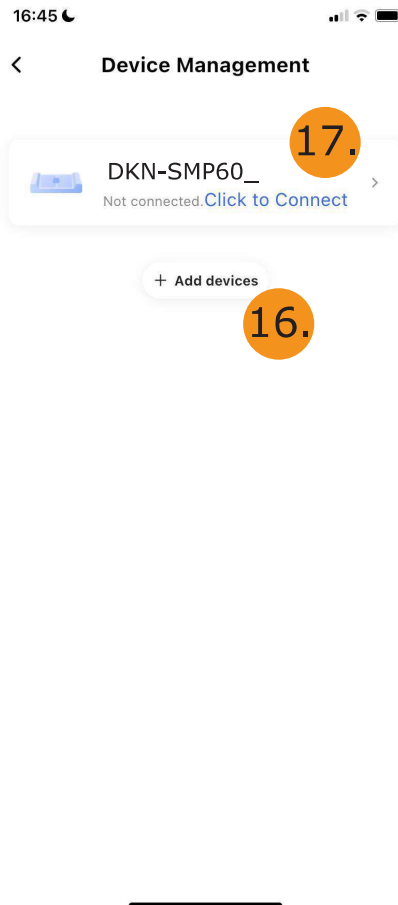 16:45
Device Management
17.
DKN-SMP60_
Not connected.Click to Connect
+ Add devices
16.